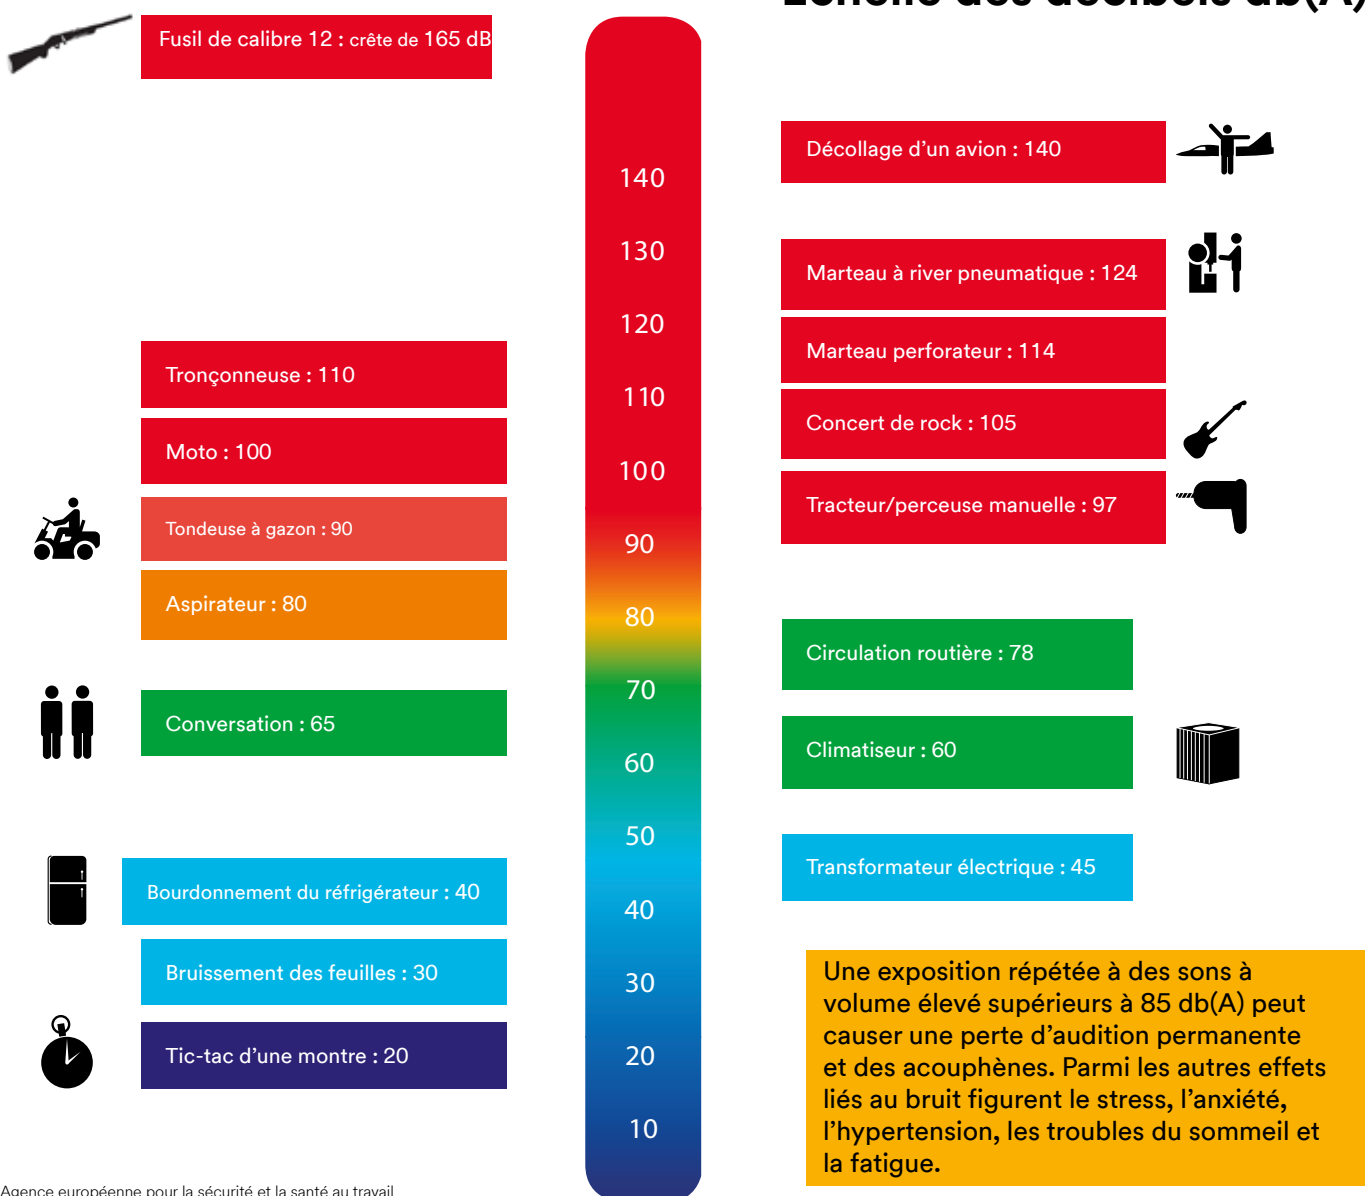 Echelle des décibels db(A)
Fusil de calibre 12 : crête de 165 dB
Décollage d’un avion : 140
Marteau à river pneumatique : 124
Marteau perforateur : 114
Tronçonneuse : 110
Concert de rock : 105
Moto : 100
Tracteur/perceuse manuelle : 97
Tondeuse à gazon : 90
Aspirateur : 80
Circulation routière : 78
Conversation : 65
Climatiseur : 60
Transformateur électrique : 45
Bourdonnement du réfrigérateur : 40
Bruissement des feuilles : 30
Tic-tac d’une montre : 20
140
130
120
110
100
90
80
70
60
50
40
30
20
10
Une exposition répétée à des sons à
volume élevé supérieurs à 85 db(A) peut
causer une perte d’audition permanente
et des acouphènes. Parmi les autres effets
liés au bruit figurent le stress, l’anxiété,
l’hypertension, les troubles du sommeil et
la fatigue.
Agence européenne pour la sécurité et la santé au travail